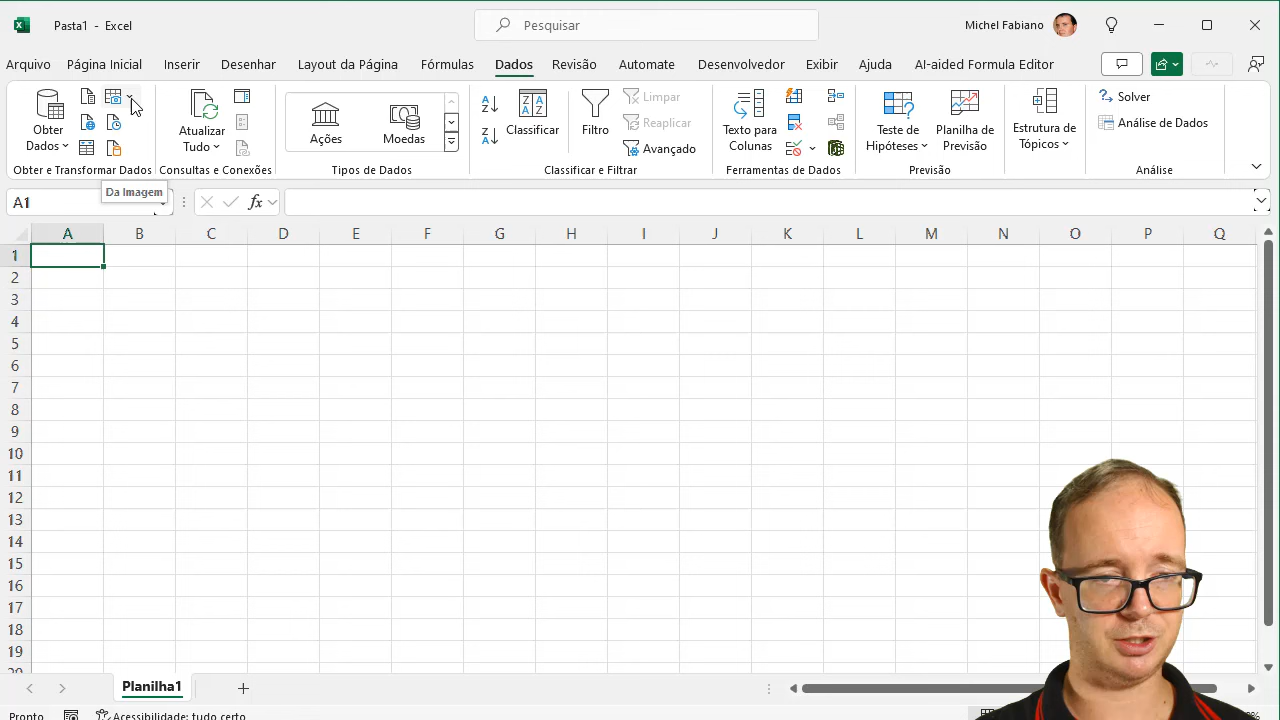 Pasta1 - Excel
Pesquisar
Michel Fabiano
Arquivo Página Inicial Inserir Desenhar Layout da Página Fórmulas Dados Revisão Automate Desenvolvedor Exibir Ajuda AI-aided Formula Editor
Obter Dados
Atualizar Tudo
Ações
Moedas
Classificar
Filtro
Limpar
Reaplicar
Avançado
Texto para Colunas
Teste de Hipóteses
Planilha de Previsão
Estrutura de Tópicos
Solver
Análise de Dados
Obter e Transformar Dados Consultas e Conexões Tipos de Dados Classificar e Filtrar Ferramentas de Dados Previsão Análise
Da Imagem
A1
fx
A B C D E F G H I J K L M N O P Q
1
2
3
4
5
6
7
8
9
10
11
12
13
14
15
16
17
18
19
Planilha1
Pronto Acessibilidade: tudo certo